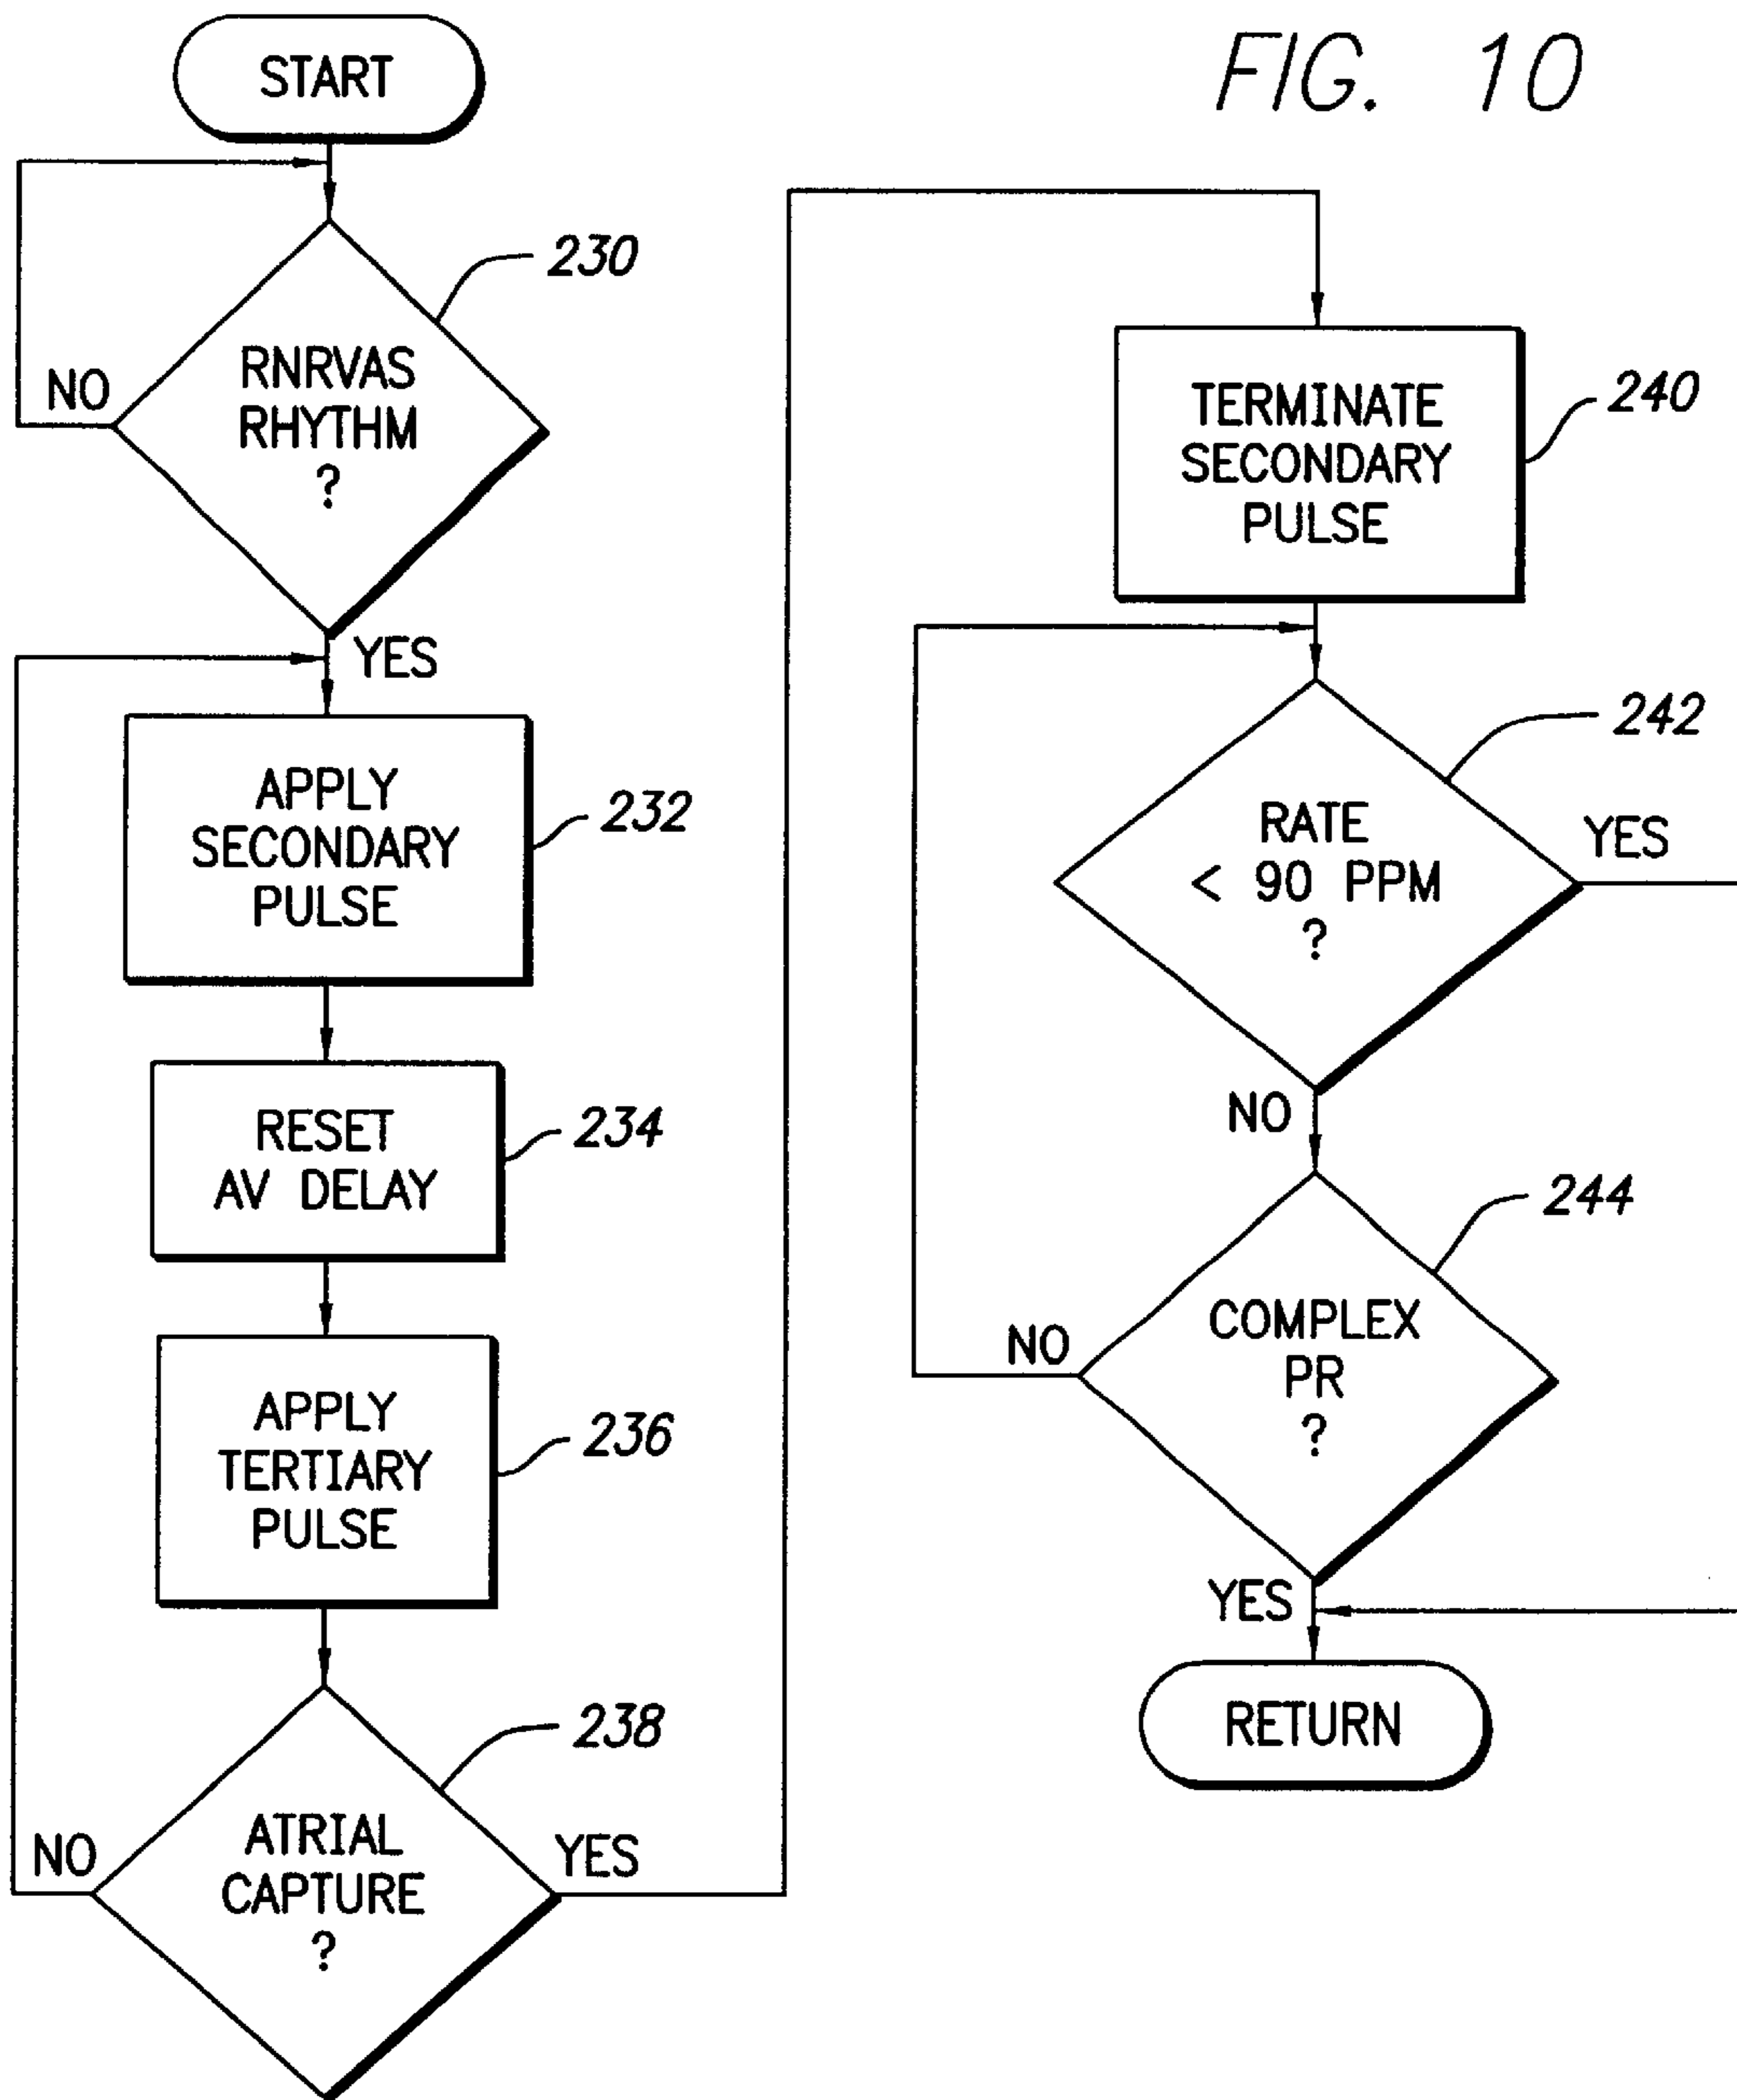 FIG. 10
START
230
RNRVAS
RHYTHM
?
NO
YES
APPLY
SECONDARY
PULSE
232
RESET
AV DELAY
234
APPLY
TERTIARY
PULSE
236
238
ATRIAL
CAPTURE
?
NO
YES
TERMINATE
SECONDARY
PULSE
240
242
RATE
< 90 PPM
?
YES
NO
244
COMPLEX
PR
?
NO
YES
RETURN